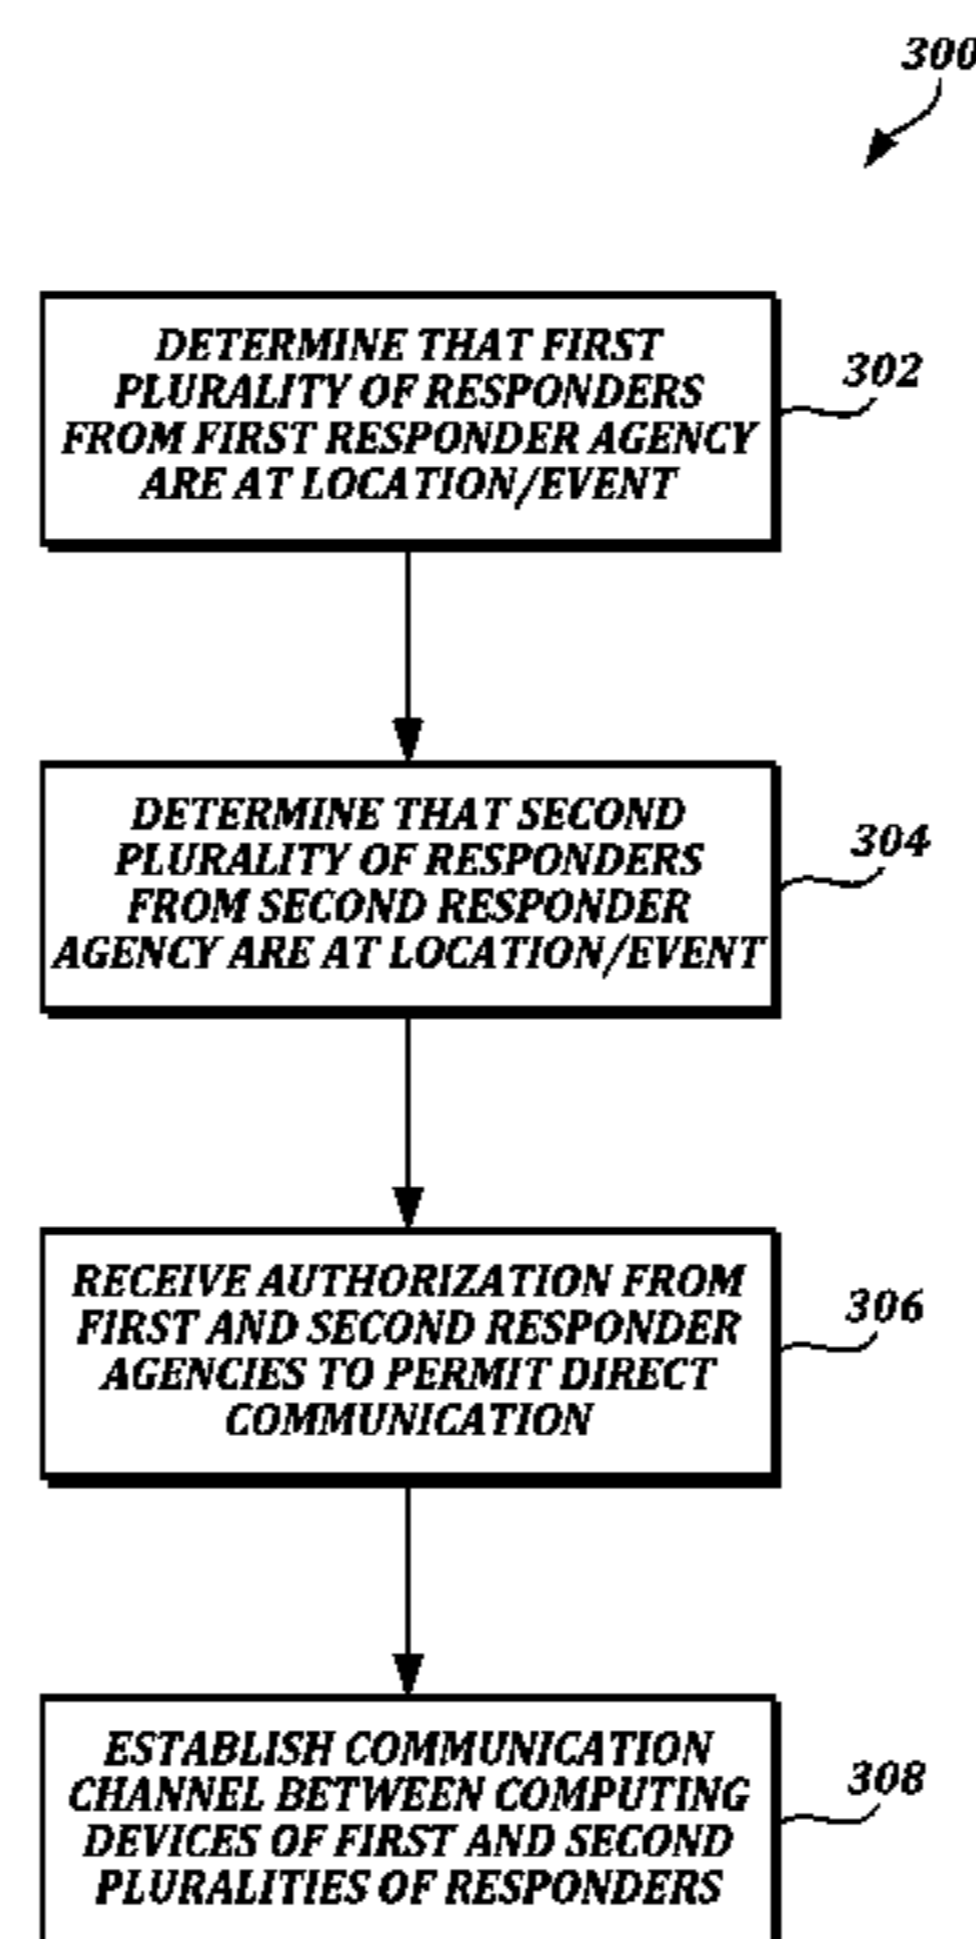 300
DETERMINE THAT FIRST
PLURALITY OF RESPONDERS
FROM FIRST RESPONDER AGENCY
ARE AT LOCATION/EVENT
302
DETERMINE THAT SECOND
PLURALITY OF RESPONDERS
FROM SECOND RESPONDER
AGENCY ARE AT LOCATION/EVENT
304
RECEIVE AUTHORIZATION FROM
FIRST AND SECOND RESPONDER
AGENCIES TO PERMIT DIRECT
COMMUNICATION
306
ESTABLISH COMMUNICATION
CHANNEL BETWEEN COMPUTING
DEVICES OF FIRST AND SECOND
PLURALITIES OF RESPONDERS
308